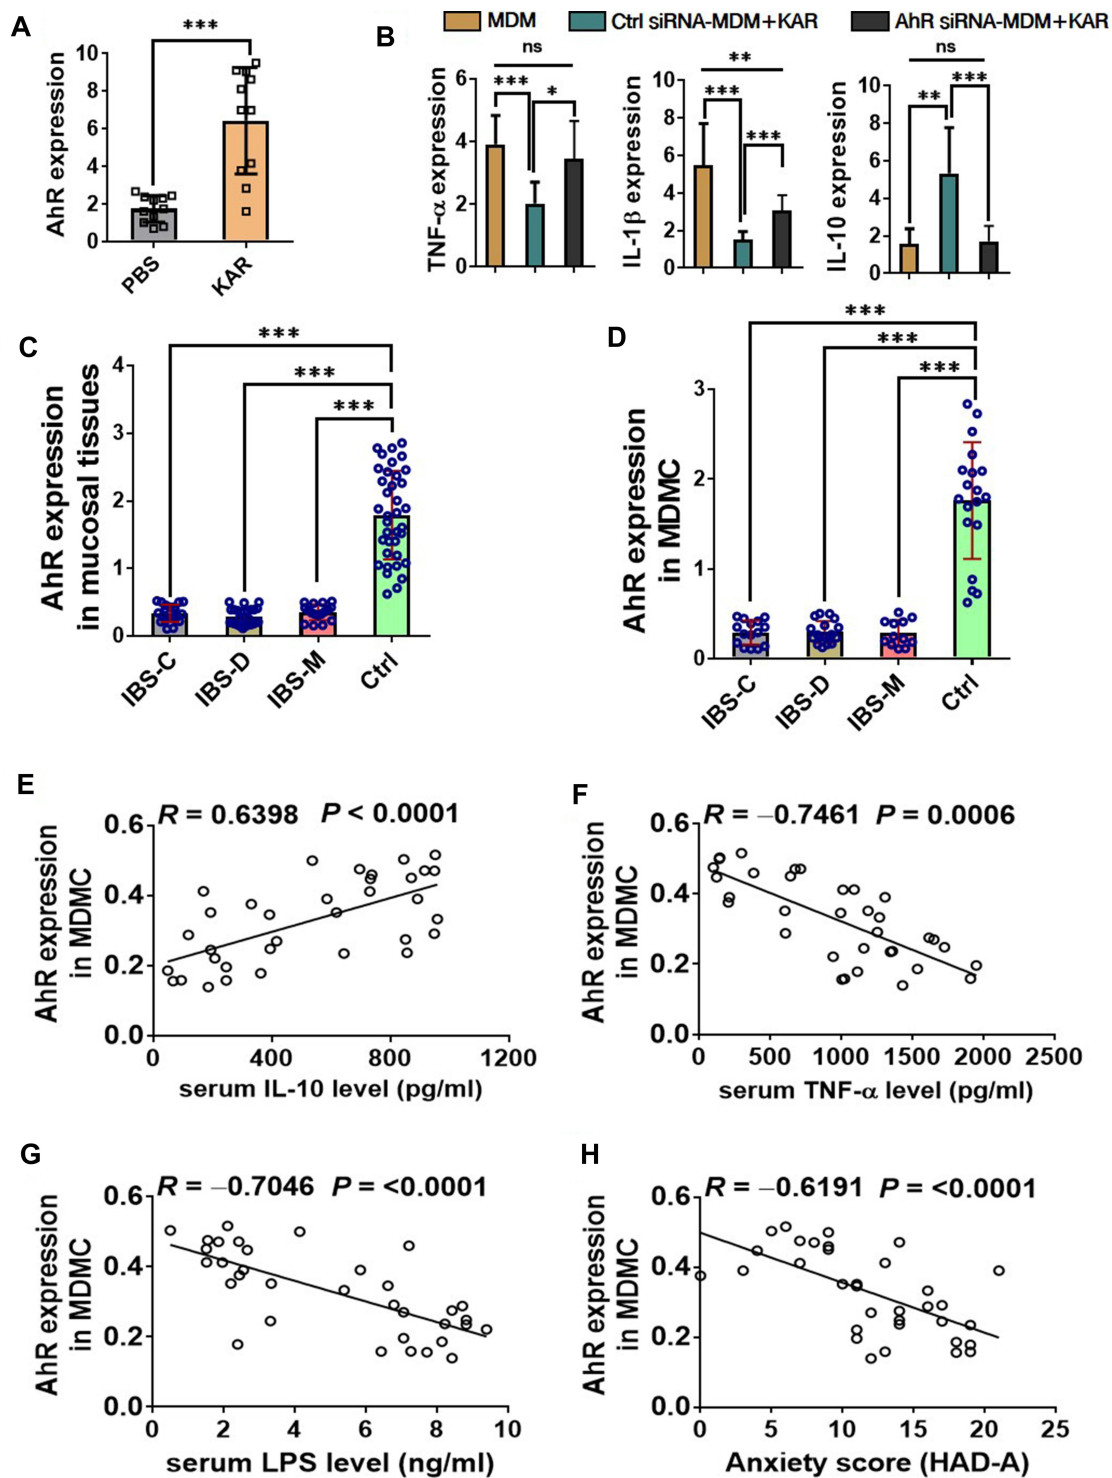 A
***
AhR expression
10
8
6
4
2
0
PBS
KAR
B
MDM
Ctrl siRNA-MDM+KAR
AhR siRNA-MDM+KAR
ns
***
*
TNF-α expression
6
4
2
0
**
***
***
IL-1β expression
10
8
6
4
2
0
ns
**
***
IL-10 expression
10
8
6
4
2
0
C
***
***
***
AhR expression
in mucosal tissues
4
3
2
1
0
IBS-C
IBS-D
IBS-M
Ctrl
D
***
***
***
AhR expression
in MDMC
3
2
1
0
IBS-C
IBS-D
IBS-M
Ctrl
E
R = 0.6398 P < 0.0001
AhR expression
in MDMC
0.6
0.4
0.2
0.0
0 400 800 1200
serum IL-10 level (pg/ml)
F
R = −0.7461 P = 0.0006
AhR expression
in MDMC
0.6
0.4
0.2
0.0
0 500 1000 1500 2000 2500
serum TNF-α level (pg/ml)
G
R = −0.7046 P = <0.0001
AhR expression
in MDMC
0.6
0.4
0.2
0.0
0 2 4 6 8 10
serum LPS level (ng/ml)
H
R = −0.6191 P = <0.0001
AhR expression
in MDMC
0.6
0.4
0.2
0.0
0 5 10 15 20 25
Anxiety score (HAD-A)